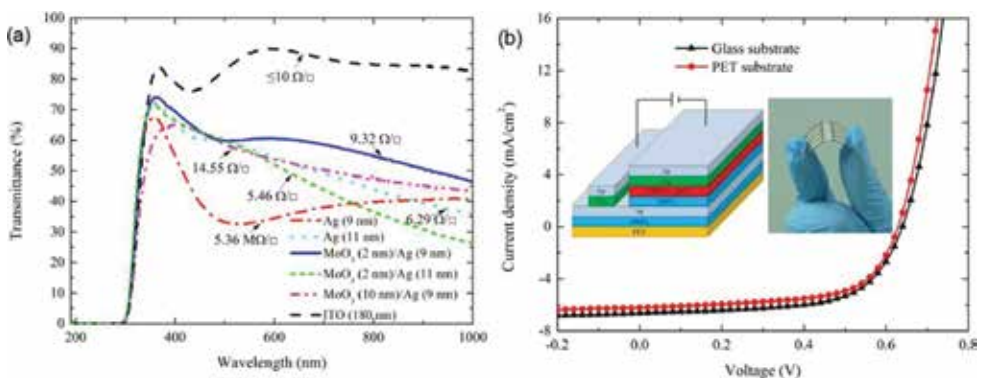 (a)
100
90
80
70
60
50
40
30
20
10
0
Transmittance (%)
≤10 Ω/□
9.32 Ω/□
14.55 Ω/□
5.46 Ω/□
6.29 Ω/□
5.36 MΩ/□
Ag (9 nm)
Ag (11 nm)
MoO₃ (2 nm)/Ag (9 nm)
MoO₃ (2 nm)/Ag (11 nm)
MoO₃ (10 nm)/Ag (9 nm)
ITO (180 nm)
200 400 600 800 1000
Wavelength (nm)
(b)
16
12
8
4
0
-4
-8
Current density (mA/cm²)
Glass substrate
PET substrate
PET
-0.2 0.0 0.2 0.4 0.6 0.8
Voltage (V)